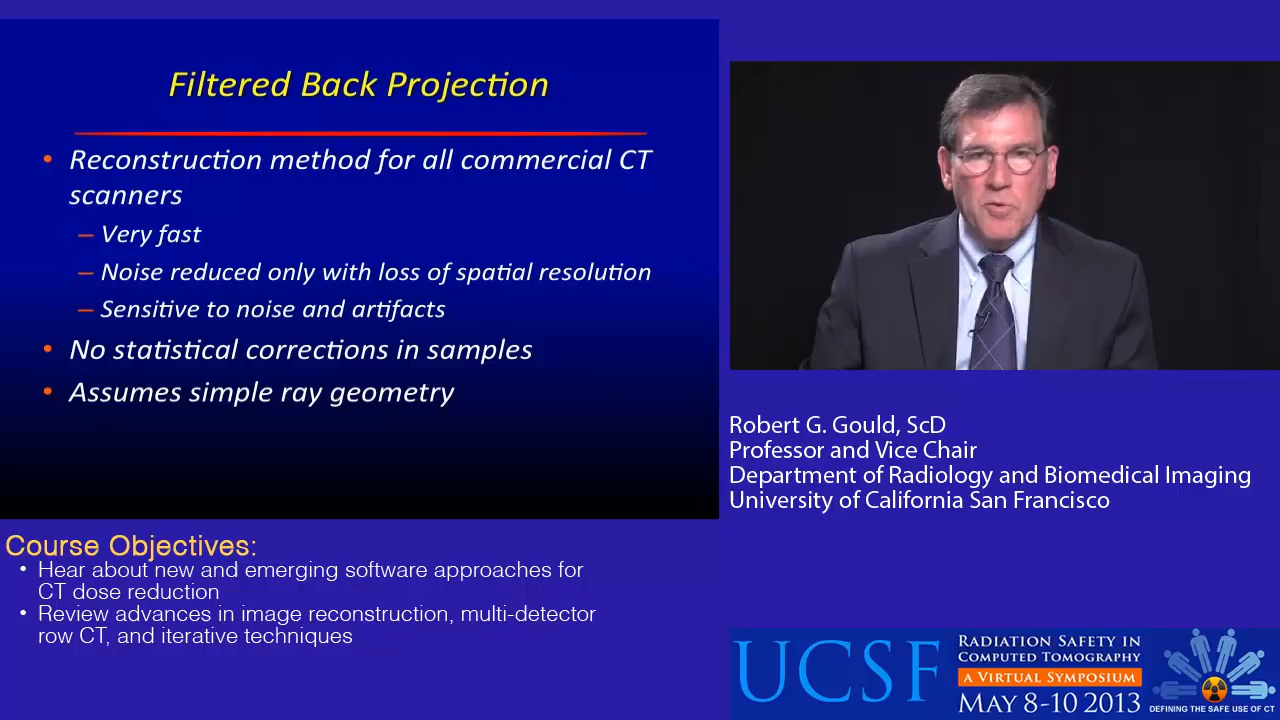 Filtered Back Projection
• Reconstruction method for all commercial CT
scanners
– Very fast
– Noise reduced only with loss of spatial resolution
– Sensitive to noise and artifacts
• No statistical corrections in samples
• Assumes simple ray geometry
Robert G. Gould, ScD
Professor and Vice Chair
Department of Radiology and Biomedical Imaging
University of California San Francisco
Course Objectives:
• Hear about new and emerging software approaches for
CT dose reduction
• Review advances in image reconstruction, multi-detector
row CT, and iterative techniques
UCSF
Radiation Safety in
Computed Tomography
a Virtual Symposium
May 8-10 2013
DEFINING THE SAFE USE OF CT